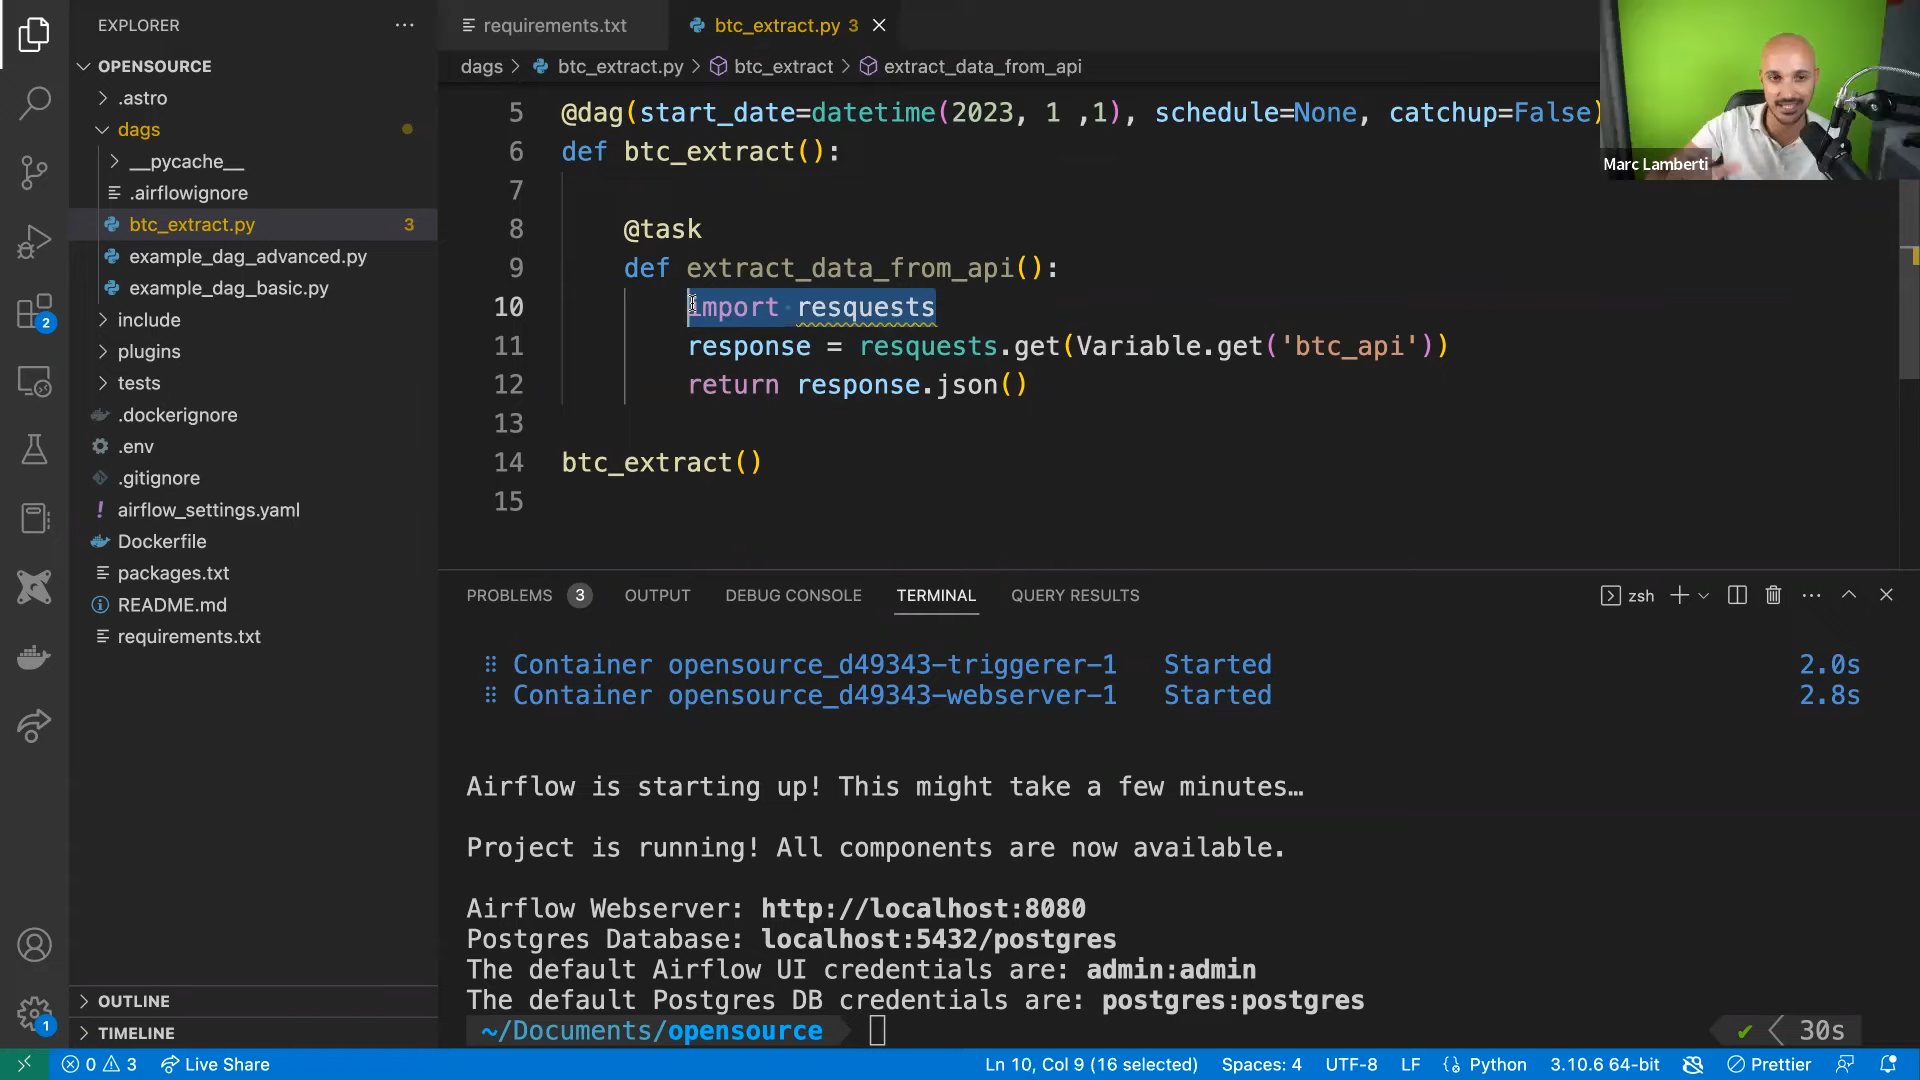 EXPLORER
requirements.txt
btc_extract.py 3
OPENSOURCE
.astro
dags
__pycache__
.airflowignore
btc_extract.py 3
example_dag_advanced.py
example_dag_basic.py
include
plugins
tests
.dockerignore
.env
.gitignore
airflow_settings.yaml
Dockerfile
packages.txt
README.md
requirements.txt
OUTLINE
TIMELINE
2
1
dags > btc_extract.py > btc_extract > extract_data_from_api
5 @dag(start_date=datetime(2023, 1 ,1), schedule=None, catchup=False)
6 def btc_extract():
7
8 @task
9 def extract_data_from_api():
10 import resquests
11 response = resquests.get(Variable.get('btc_api'))
12 return response.json()
13
14 btc_extract()
15
Marc Lamberti
PROBLEMS 3 OUTPUT DEBUG CONSOLE TERMINAL QUERY RESULTS
zsh
Container opensource_d49343-triggerer-1 Started 2.0s
Container opensource_d49343-webserver-1 Started 2.8s
Airflow is starting up! This might take a few minutes…
Project is running! All components are now available.
Airflow Webserver: http://localhost:8080
Postgres Database: localhost:5432/postgres
The default Airflow UI credentials are: admin:admin
The default Postgres DB credentials are: postgres:postgres
~/Documents/opensource
✔ 30s
0 3 Live Share
Ln 10, Col 9 (16 selected) Spaces: 4 UTF-8 LF {} Python 3.10.6 64-bit Prettier